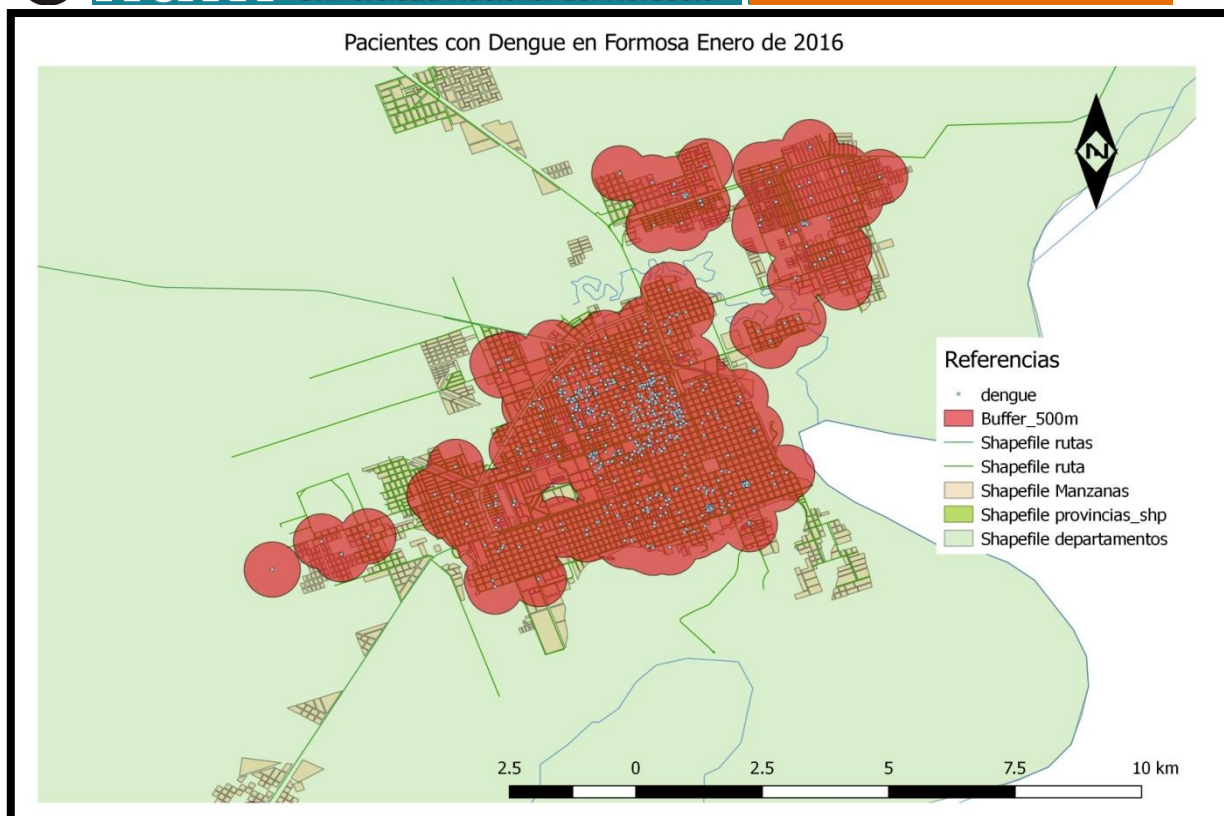 Pacientes con Dengue en Formosa Enero de 2016
N
Referencias
dengue
Buffer_500m
Shapefile rutas
Shapefile ruta
Shapefile Manzanas
Shapefile provincias_shp
Shapefile departamentos
2.5 0 2.5 5 7.5 10 km